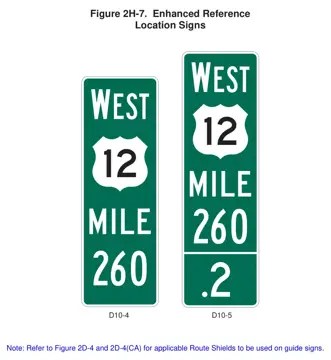 Figure 2H-7.  Enhanced Reference
Location Signs
WEST
12
MILE
260
D10-4
WEST
12
MILE
260
.2
D10-5
Note: Refer to Figure 2D-4 and 2D-4(CA) for applicable Route Shields to be used on guide signs.